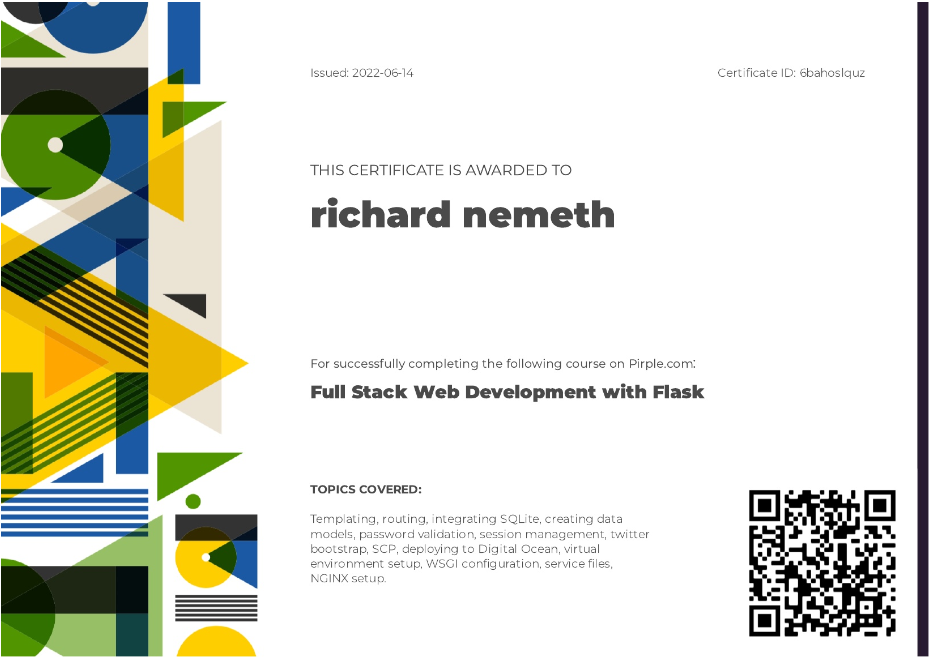 Issued: 2022-06-14
Certificate ID: 6bahoslquz
THIS CERTIFICATE IS AWARDED TO
richard nemeth
For successfully completing the following course on Pirple.com:
Full Stack Web Development with Flask
TOPICS COVERED:
Templating, routing, integrating SQLite, creating data
models, password validation, session management, twitter
bootstrap, SCP, deploying to Digital Ocean, virtual
environment setup, WSGI configuration, service files,
NGINX setup.